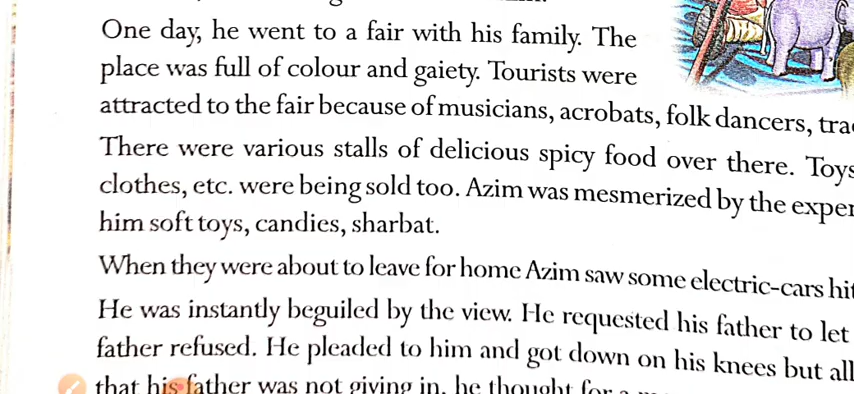 One day, he went to a fair with his family. The
place was full of colour and gaiety. Tourists were
attracted to the fair because of musicians, acrobats, folk dancers,
There were various stalls of delicious spicy food over there. Toys
clothes, etc. were being sold too. Azim was mesmerized by the
him soft toys, candies, sharbat.
When they were about to leave for home Azim saw some electric-cars
He was instantly beguiled by the view. He requested his father to let
father refused. He pleaded to him and got down on his knees but all
that his father was not giving in, he thought for a